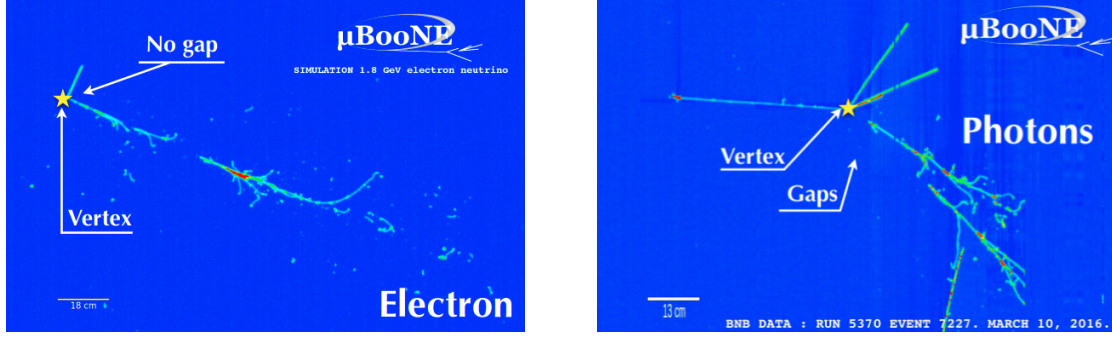 No gap
µBooNE
SIMULATION 1.8 GeV electron neutrino
Vertex
18 cm
Electron
µBooNE
Photons
Vertex
Gaps
13 cm
BNB DATA : RUN 5370 EVENT 7227. MARCH 10, 2016.